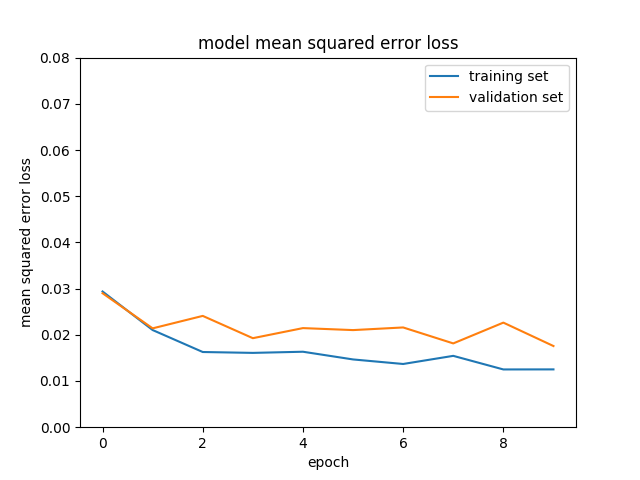 model mean squared error loss
training set
validation set
0.08
0.07
0.06
0.05
0.04
0.03
0.02
0.01
0.00
mean squared error loss
0 2 4 6 8
epoch